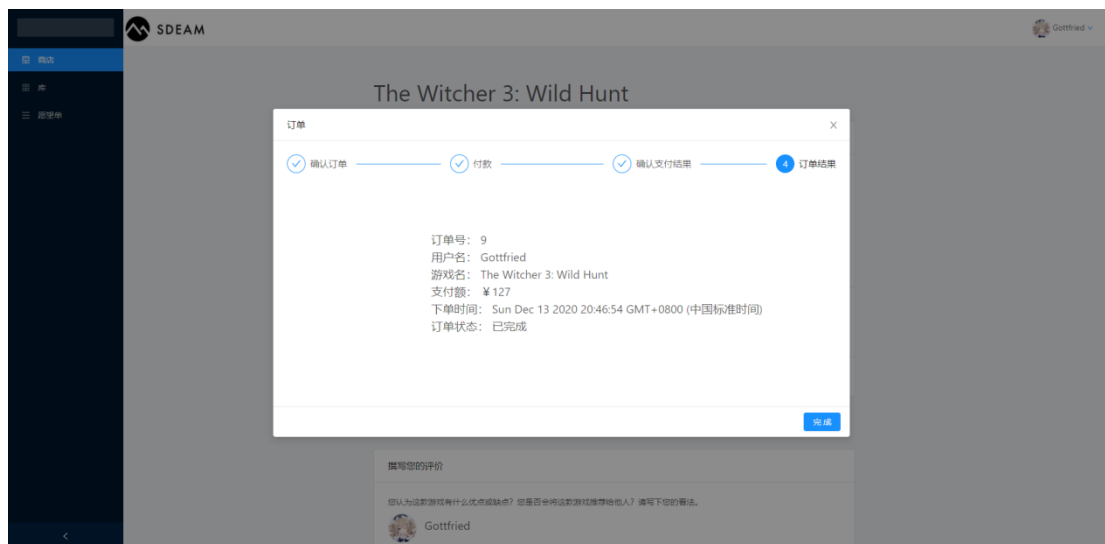 SDEAM
Gottfried
商店
库
愿望单
The Witcher 3: Wild Hunt
订单
确认订单
付款
确认支付结果
4 订单结果
订单号： 9
用户名： Gottfried
游戏名： The Witcher 3: Wild Hunt
支付额： ￥127
下单时间： Sun Dec 13 2020 20:46:54 GMT+0800 (中国标准时间)
订单状态： 已完成
完成
撰写您的评价
您认为这款游戏有什么优点或缺点？您是否会将这款游戏推荐给他人？请写下您的看法。
Gottfried